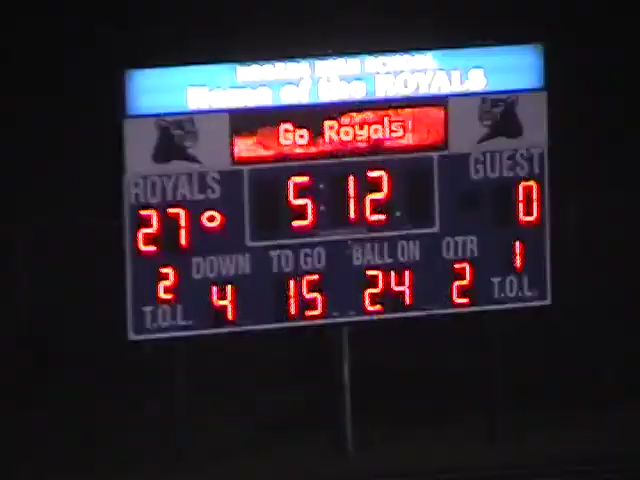 HIGH SCHOOL
Home of the ROYALS
Go Royals
ROYALS 5:12 GUEST
27 0
DOWN TO GO BALL ON QTR
2 4 15 24 2 1
T.O.L. T.O.L.